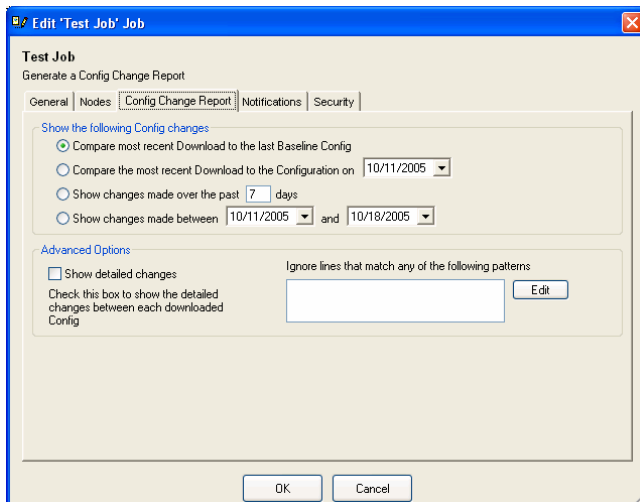 Edit 'Test Job' Job
Test Job
Generate a Config Change Report
General Nodes Config Change Report Notifications Security
Show the following Config changes
Compare most recent Download to the last Baseline Config
Compare the most recent Download to the Configuration on 10/11/2005
Show changes made over the past 7 days
Show changes made between 10/11/2005 and 10/18/2005
Advanced Options
Show detailed changes
Check this box to show the detailed
changes between each downloaded
Config
Ignore lines that match any of the following patterns
Edit
OK Cancel